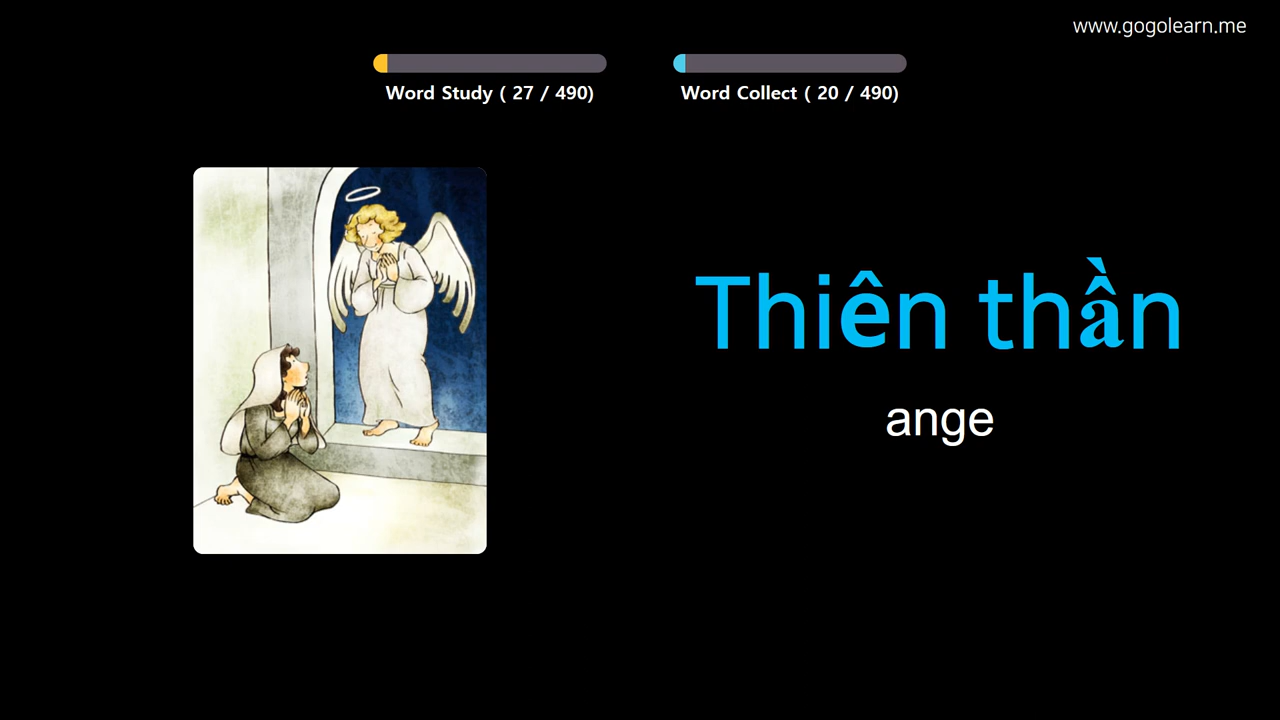 www.gogolearn.me
Word Study ( 27 / 490)
Word Collect ( 20 / 490)
Thiên thần
ange